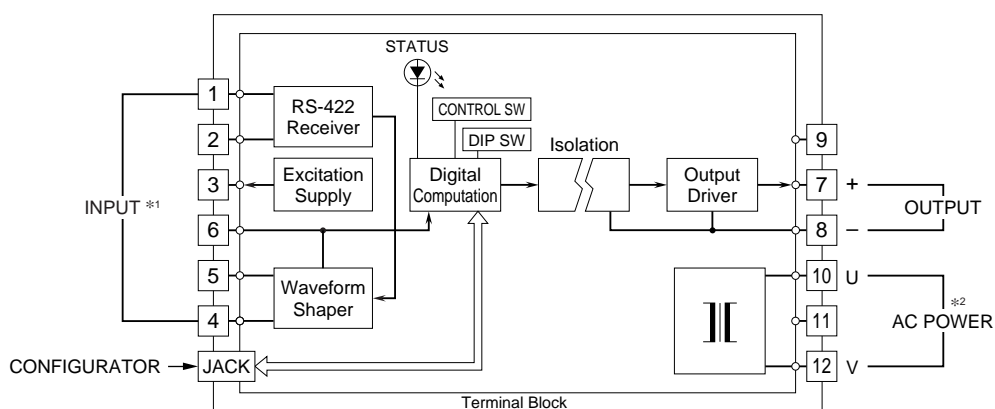 STATUS
1
RS-422
Receiver
CONTROL SW
DIP SW
2
Isolation
9
3
Excitation
Supply
Digital
Computation
Output
Driver
7
+
INPUT *1
OUTPUT
6
8
–
5
Waveform
Shaper
10
U
4
11
*2
AC POWER
CONFIGURATOR
JACK
12
V
Terminal Block